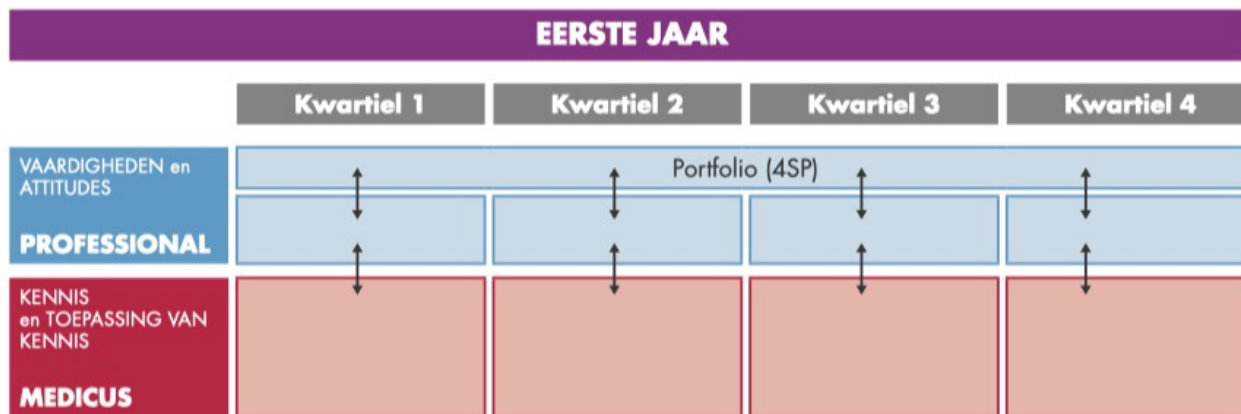 EERSTE JAAR
Kwartiel 1
Kwartiel 2
Kwartiel 3
Kwartiel 4
VAARDIGHEDEN en
ATTITUDES
PROFESSIONAL
Portfolio (4SP)
KENNIS
en TOEPASSING VAN
KENNIS
MEDICUS